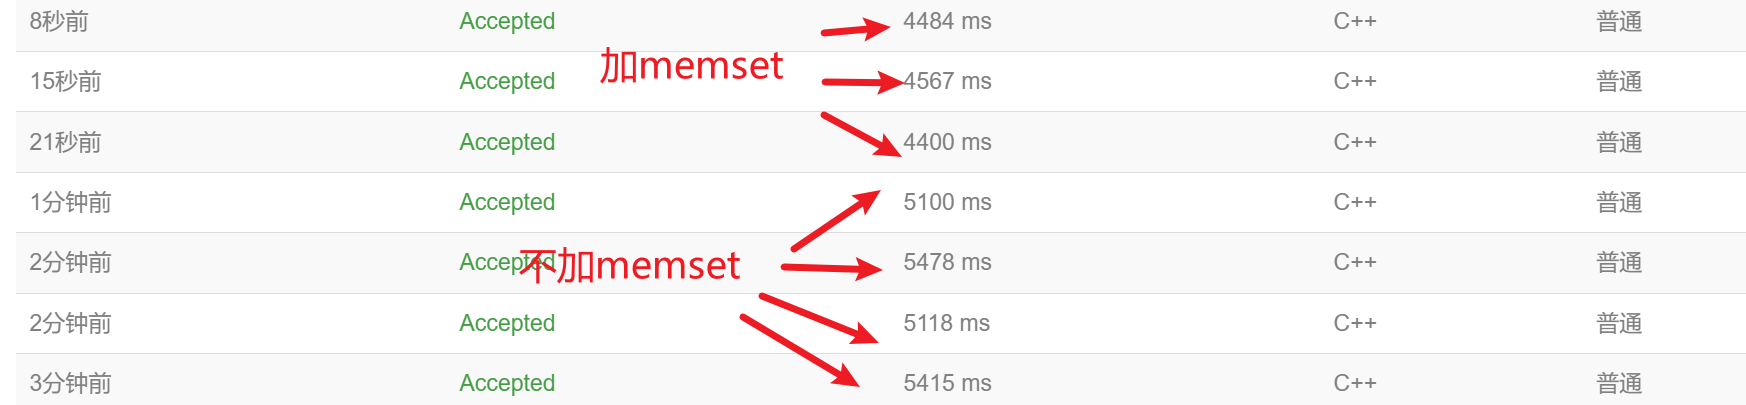 8秒前 Accepted 4484 ms C++ 普通
加memset
15秒前 Accepted 4567 ms C++ 普通
21秒前 Accepted 4400 ms C++ 普通
1分钟前 Accepted 5100 ms C++ 普通
2分钟前 Accepted 5478 ms C++ 普通
不加memset
2分钟前 Accepted 5118 ms C++ 普通
3分钟前 Accepted 5415 ms C++ 普通